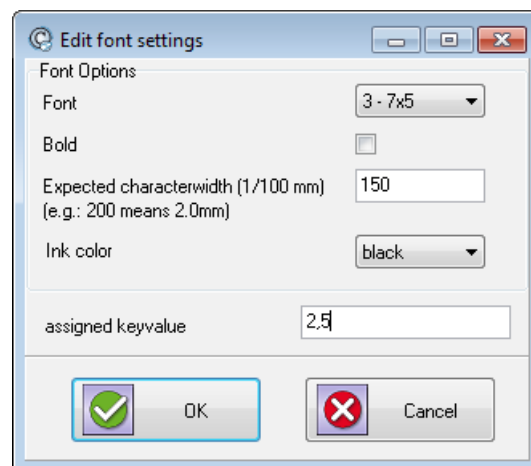 Edit font settings
Font Options
Font 3 - 7x5
Bold
Expected characterwidth (1/100 mm) 150
(e.g.: 200 means 2.0mm)
Ink color black
assigned keyvalue 2,5
OK Cancel